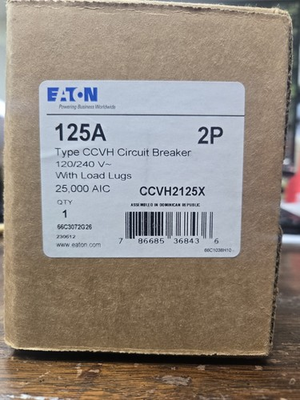 EATON
Powering Business Worldwide
125A 2P
Type CCVH Circuit Breaker
120/240 V~
With Load Lugs
25,000 AIC CCVH2125X
QTY
1
ASSEMBLED IN DOMINICAN REPUBLIC
66C3072G26
230612
www.eaton.com
7 86685 36843 6